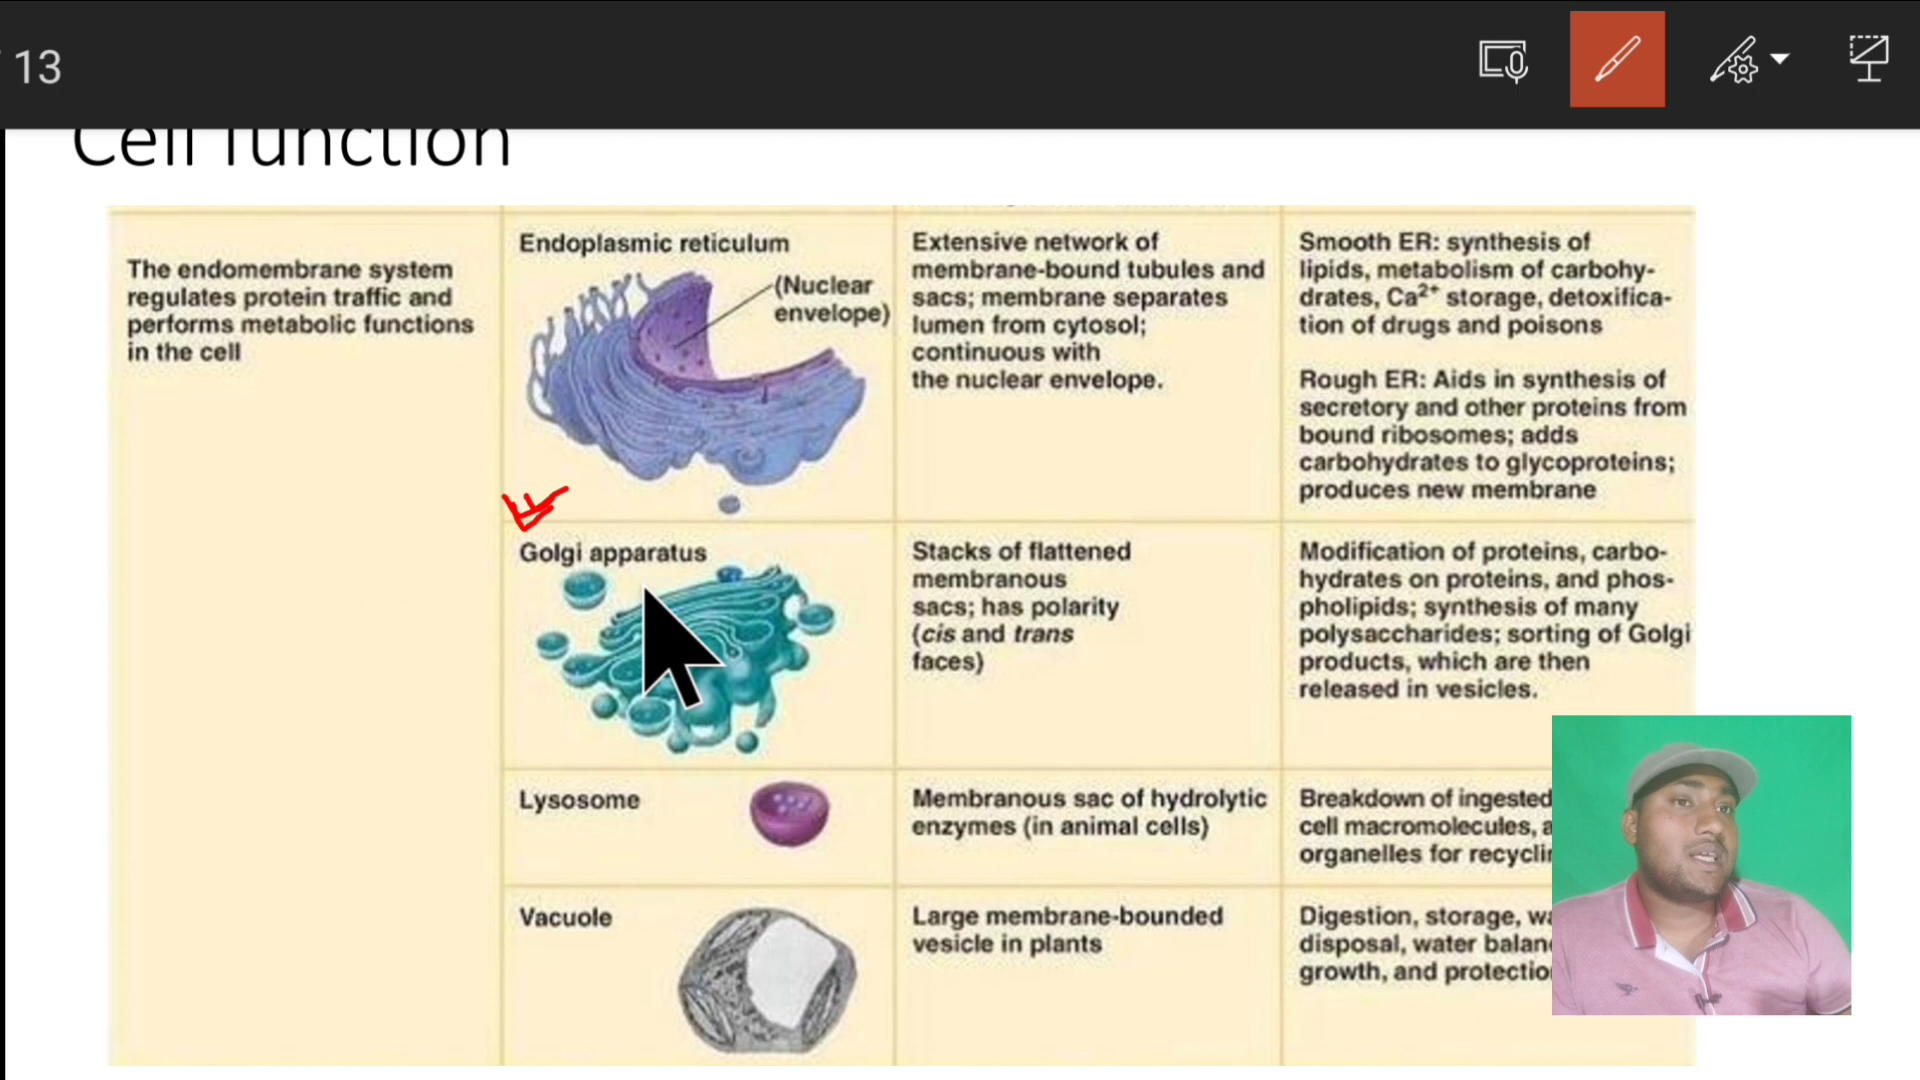 13
Cell function
The endomembrane system
regulates protein traffic and
performs metabolic functions
in the cell
Endoplasmic reticulum
(Nuclear
envelope)
Extensive network of
membrane-bound tubules and
sacs; membrane separates
lumen from cytosol;
continuous with
the nuclear envelope.
Smooth ER: synthesis of
lipids, metabolism of carbohy-
drates, Ca²⁺ storage, detoxifica-
tion of drugs and poisons
Rough ER: Aids in synthesis of
secretory and other proteins from
bound ribosomes; adds
carbohydrates to glycoproteins;
produces new membrane
Golgi apparatus
Stacks of flattened
membranous
sacs; has polarity
(cis and trans
faces)
Modification of proteins, carbo-
hydrates on proteins, and phos-
pholipids; synthesis of many
polysaccharides; sorting of Golgi
products, which are then
released in vesicles.
Lysosome
Membranous sac of hydrolytic
enzymes (in animal cells)
Breakdown of ingested
cell macromolecules,
organelles for
Vacuole
Large membrane-bounded
vesicle in plants
Digestion, storage,
disposal, water
growth, and